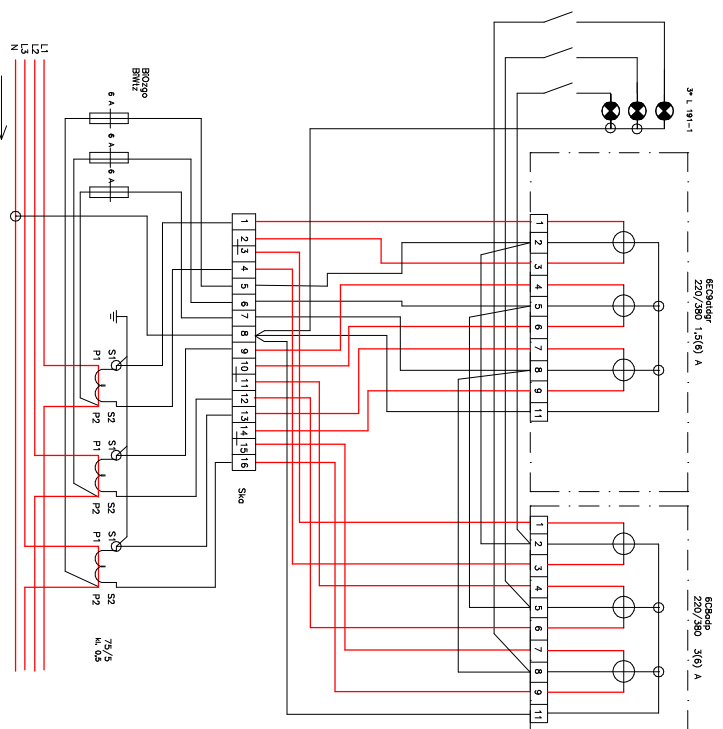 L1
L2
L3
N
BiOzgo
BiWtz
6 A
6 A
6 A
3* L 191-1
6EC9atdgr
220/380 1,5(6) A
1
2
3
4
5
6
7
8
9
11
1
2
3
4
5
6
7
8
9
10
11
12
13
14
15
16
Ska
S1
P1
S2
P2
S1
P1
S2
P2
S1
P1
S2
P2
75/5
kl. 0,5
6C8odp
220/380 3(6) A
1
2
3
4
5
6
7
8
9
11